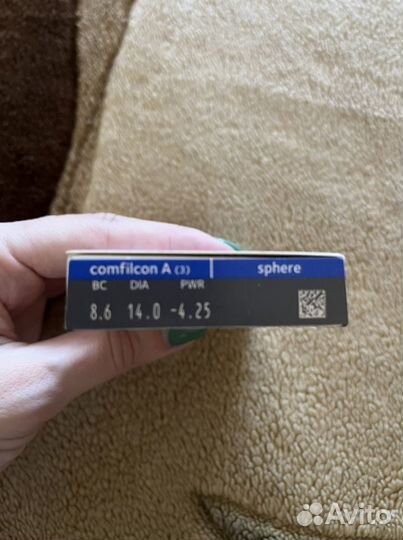 comfilcon A (3) sphere
BC DIA PWR
8.6 14.0 -4.25
Avito